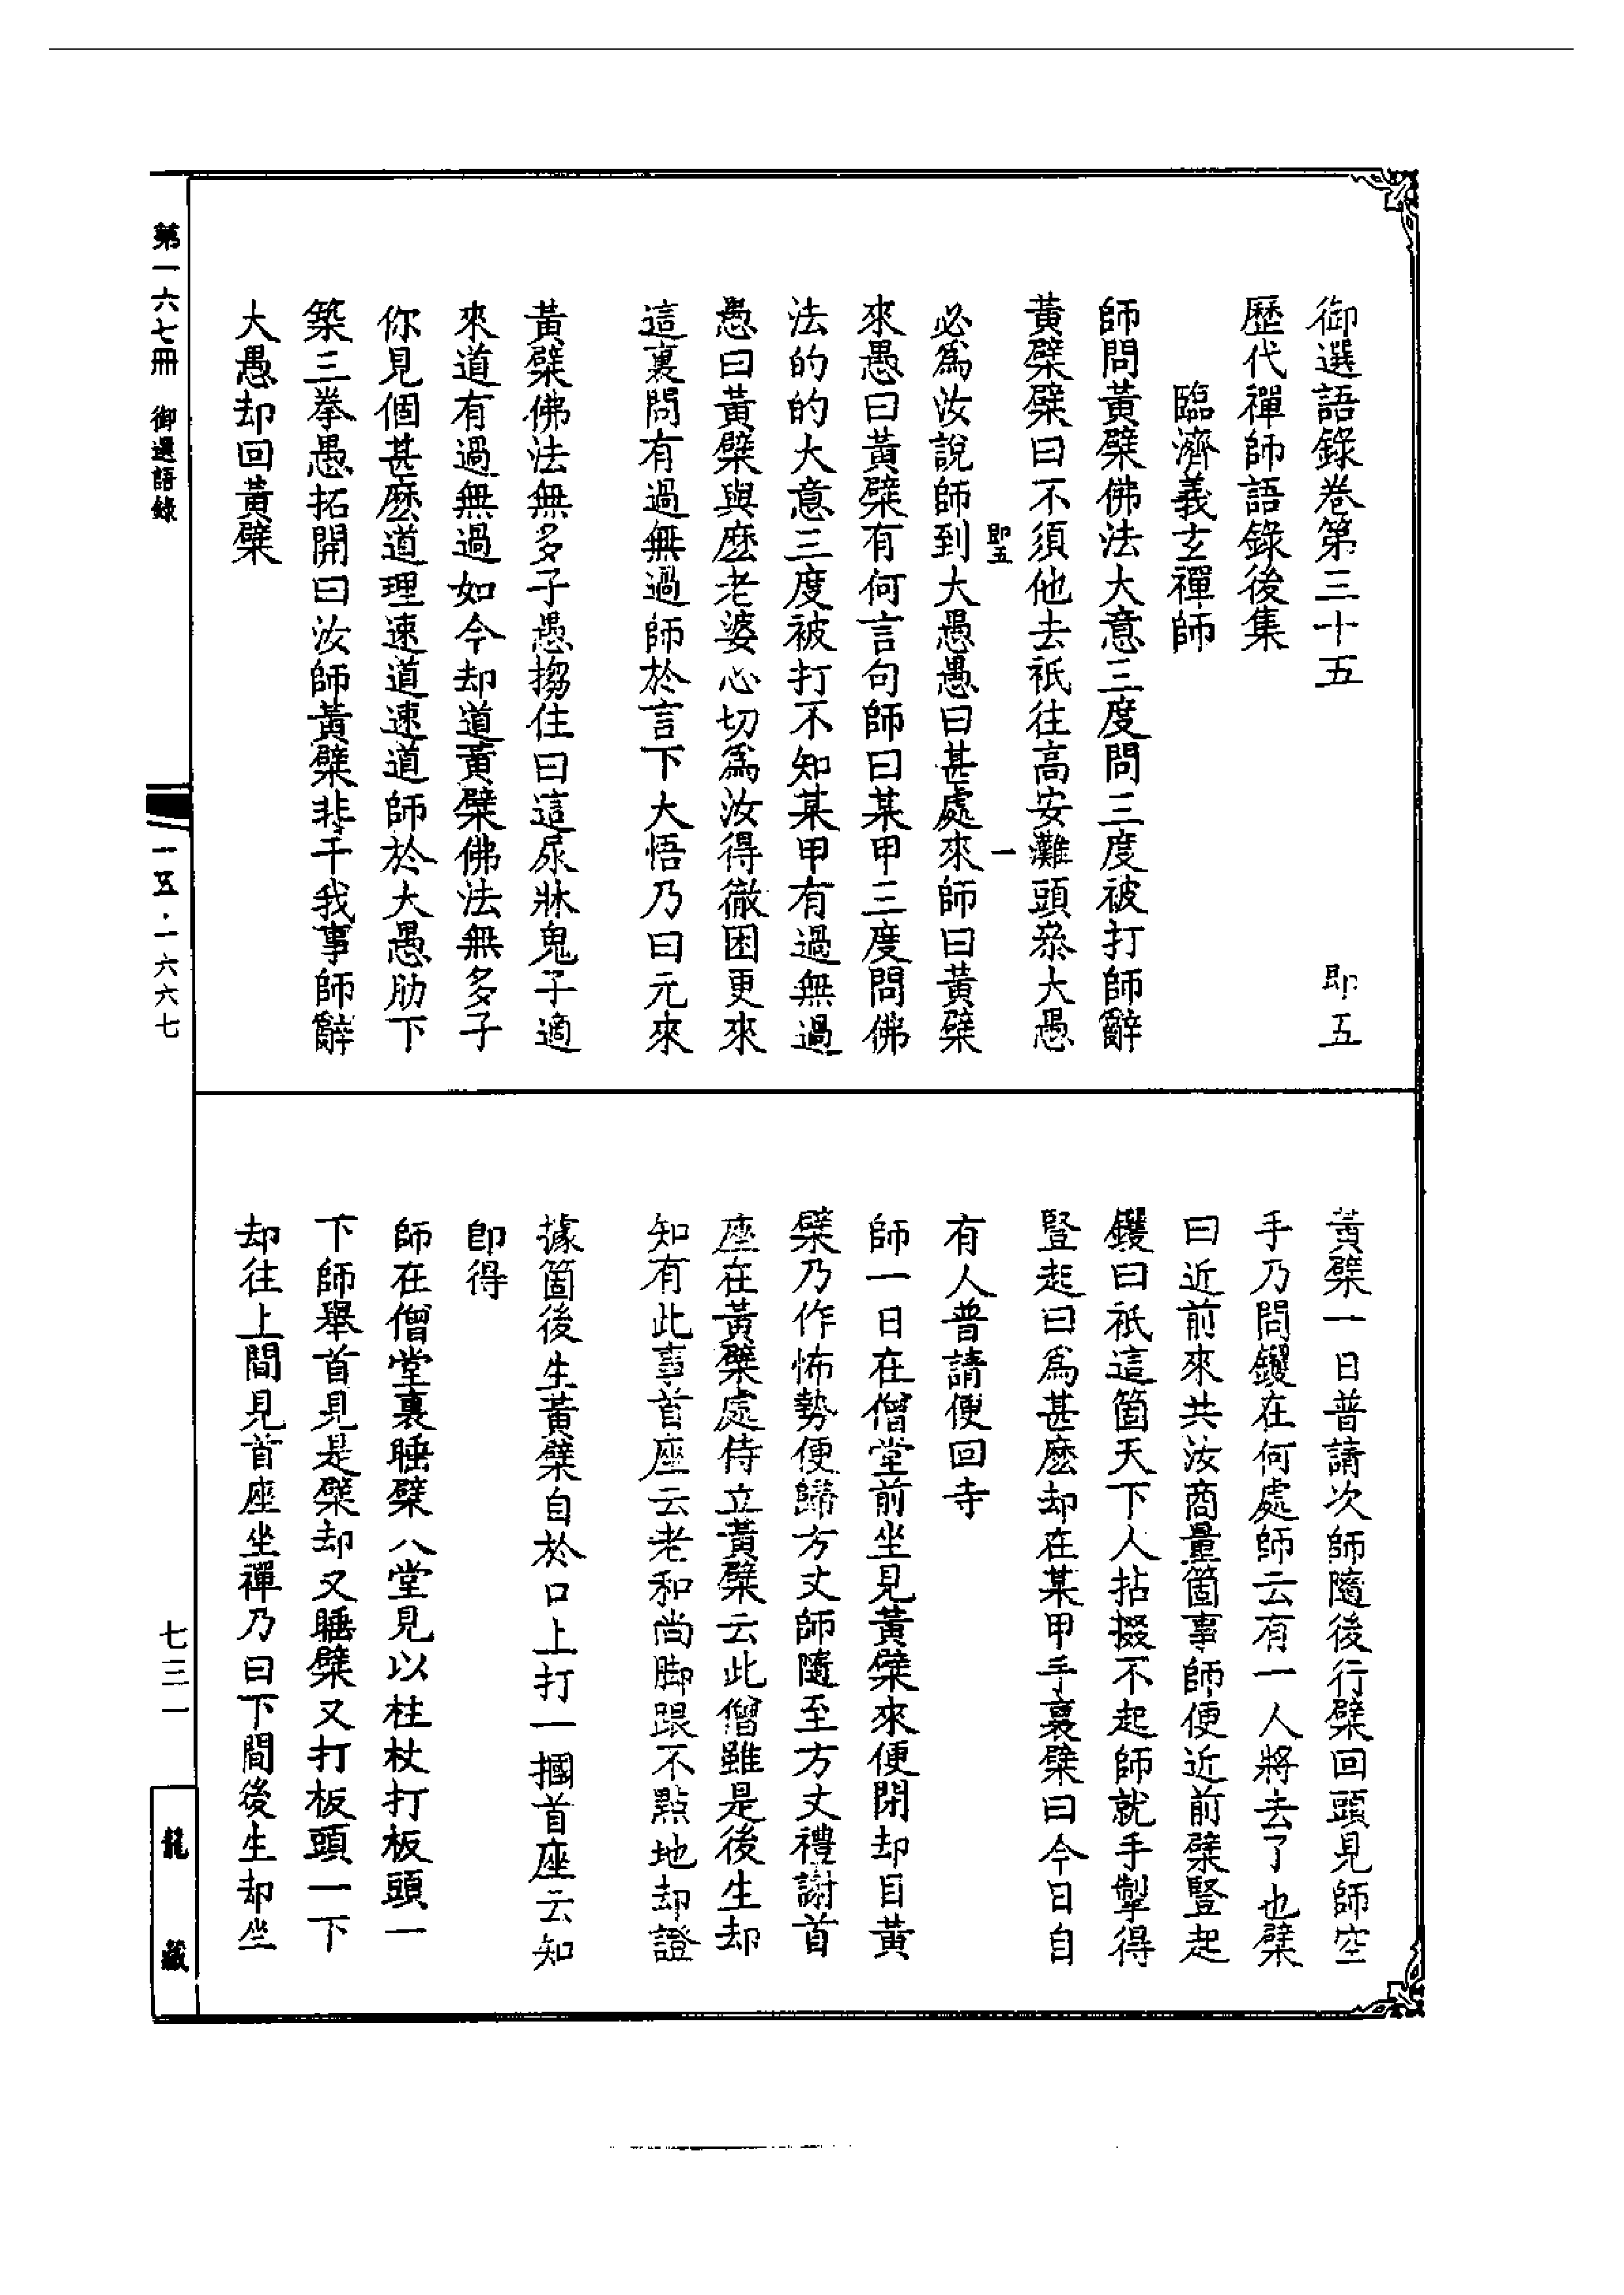 御選語錄卷第三十五　即五
歷代禪師語錄後集
臨濟義玄禪師
師問黃檗佛法大意三度問三度被打師辭
黃檗檗曰不須他去祇往高安灘頭叅大愚
即五　一
必爲汝說師到大愚愚曰甚處來師曰黃檗
來愚曰黃檗有何言句師曰某甲三度問佛
法的的大意三度被打不知某甲有過無過
愚曰黃檗與麽老婆心切爲汝得徹困更來
這裏問有過無過師於言下大悟乃曰元來
黃檗佛法無多子愚搊住曰這尿牀鬼子適
來道有過無過如今却道黃檗佛法無多子
你見個甚麽道理速道速道師於大愚肋下
築三拳愚拓開曰汝師黃檗非干我事師辭
大愚却回黃檗
黃檗一日普請次師隨後行檗回頭見師空
手乃問钁在何處師云有一人將去了也檗
曰近前來共汝商量箇事師便近前檗豎起
钁曰祇這箇天下人拈掇不起師就手掣得
豎起曰爲甚麽却在某甲手裏檗曰今日自
有人普請便回寺
師一日在僧堂前坐見黃檗來便閉却目黃
檗乃作怖勢便歸方丈師隨至方丈禮謝首
座在黃檗處侍立黃檗云此僧雖是後生却
知有此事首座云老和尚脚跟不點地却證
據箇後生黃檗自於口上打一摑首座云知
即得
師在僧堂裏睡檗入堂見以柱杖打板頭一
下師舉首見是檗却又睡檗又打板頭一下
却往上間見首座坐禪乃曰下間後生却坐
第一六七冊　御選語錄
一五·一六六七
七三一
龍藏